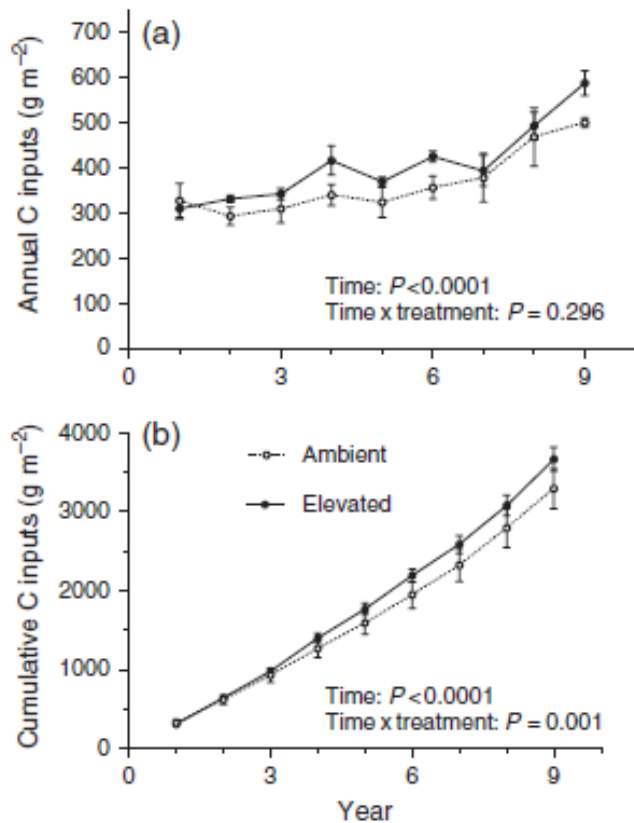 (a)
Annual C inputs (g m⁻²)
700
600
500
400
300
200
100
0
Time: P<0.0001
Time x treatment: P = 0.296
0 3 6 9
(b)
Cumulative C inputs (g m⁻²)
4000
3000
2000
1000
0
Ambient
Elevated
Time: P<0.0001
Time x treatment: P = 0.001
0 3 6 9
Year